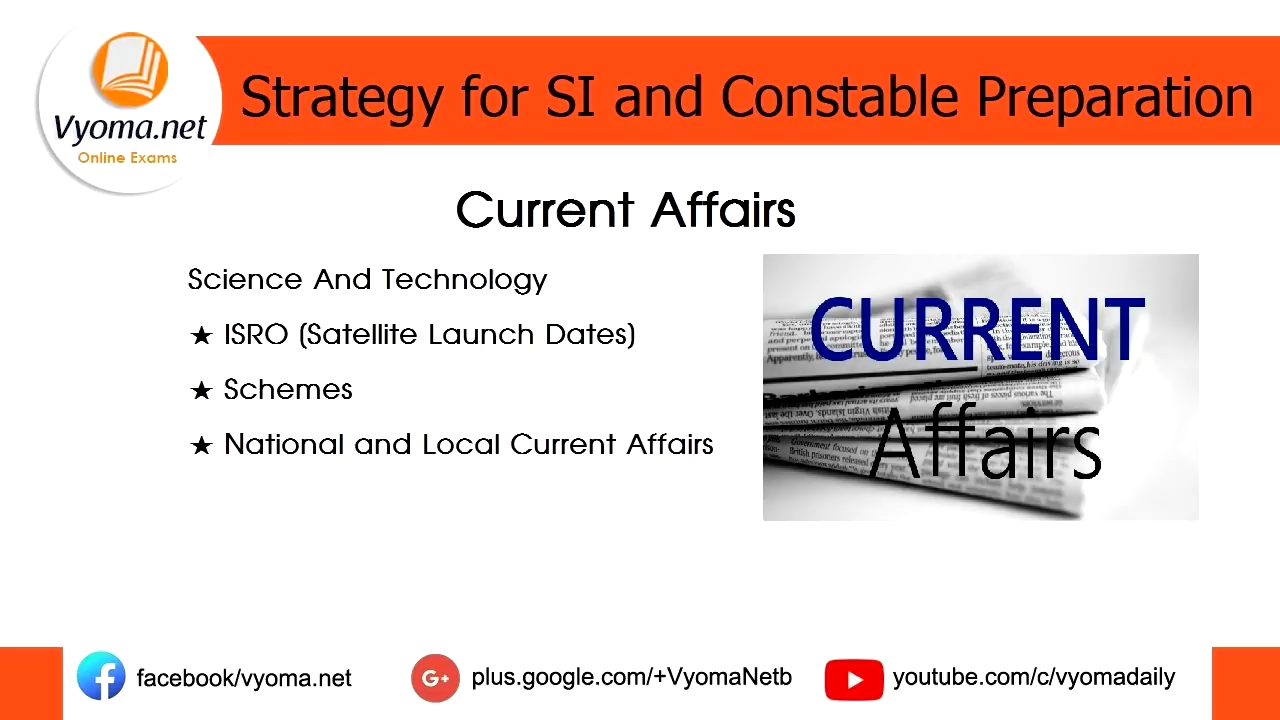 Strategy for SI and Constable Preparation
Vyoma.net
Online Exams
Current Affairs
Science And Technology
★ ISRO (Satellite Launch Dates)
★ Schemes
★ National and Local Current Affairs
CURRENT
Affairs
facebook/vyoma.net
G+
plus.google.com/+VyomaNetb
youtube.com/c/vyomadaily